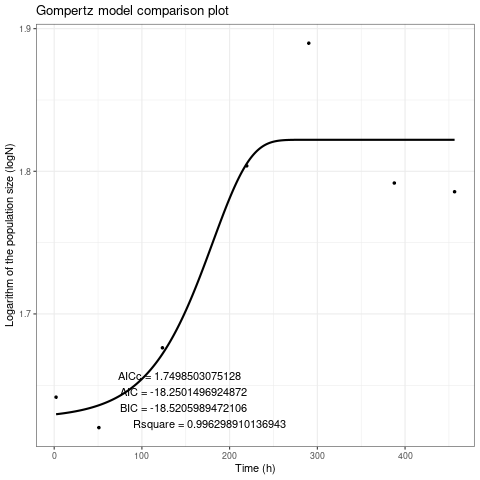 Gompertz model comparison plot
Logarithm of the population size (logN)
1.9
1.8
1.7
AICc = 1.7498503075128
AIC = -18.2501496924872
BIC = -18.5205989472106
Rsquare = 0.996298910136943
0 100 200 300 400
Time (h)